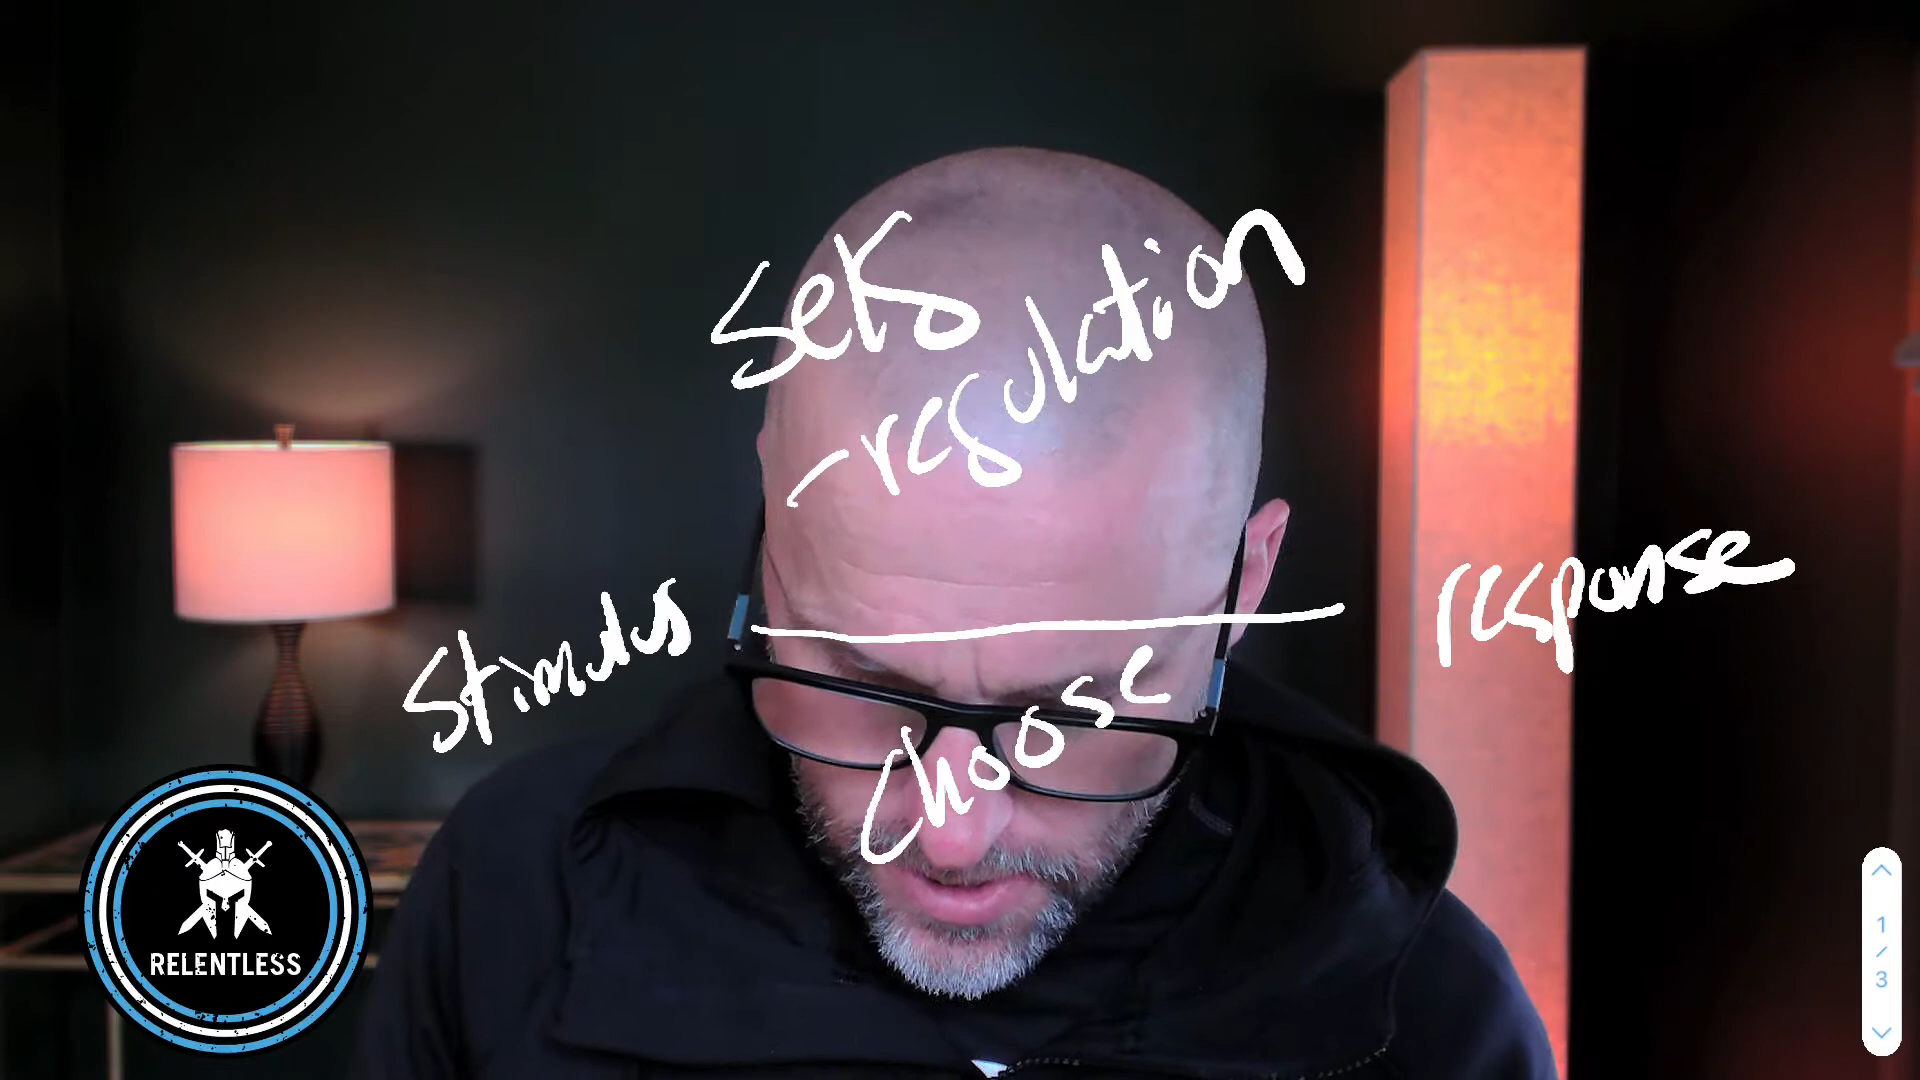 Self
-regulation
Stimulus
response
Choose
RELENTLESS
1
/
3